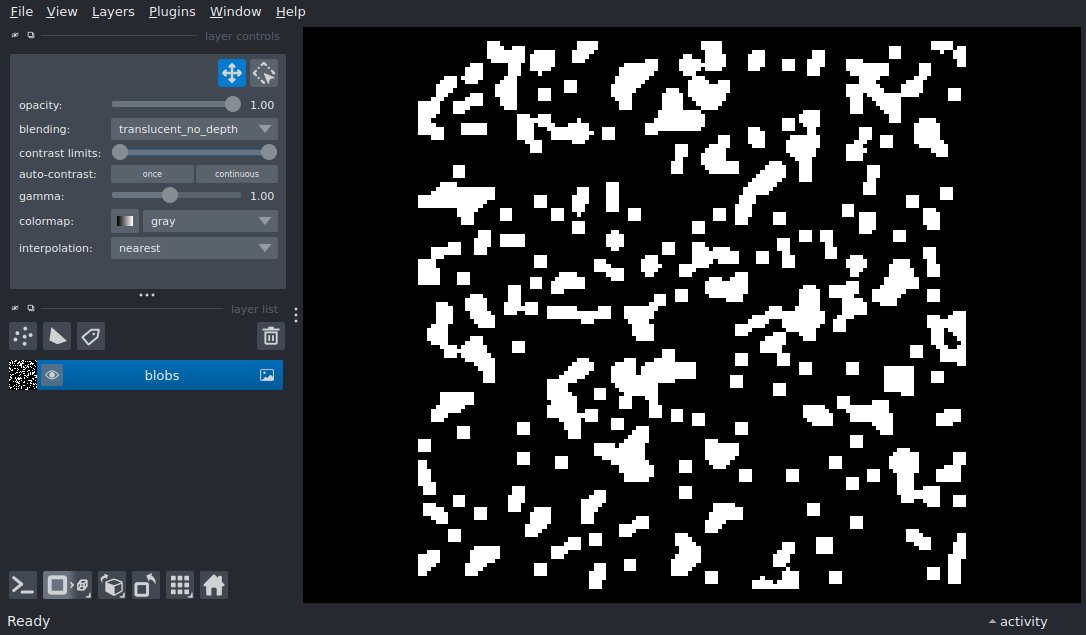 File View Layers Plugins Window Help
layer controls
opacity: 1.00
blending: translucent_no_depth
contrast limits:
auto-contrast: once continuous
gamma: 1.00
colormap: gray
interpolation: nearest
layer list
blobs
Ready activity